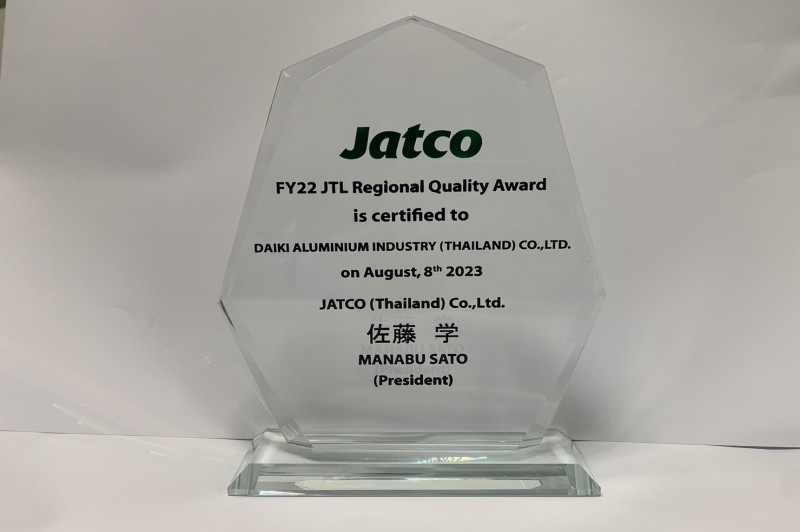 Jatco
FY22 JTL Regional Quality Award
is certified to
DAIKI ALUMINIUM INDUSTRY (THAILAND) CO.,LTD.
on August, 8th 2023
JATCO (Thailand) Co.,Ltd.
佐藤 学
MANABU SATO
(President)